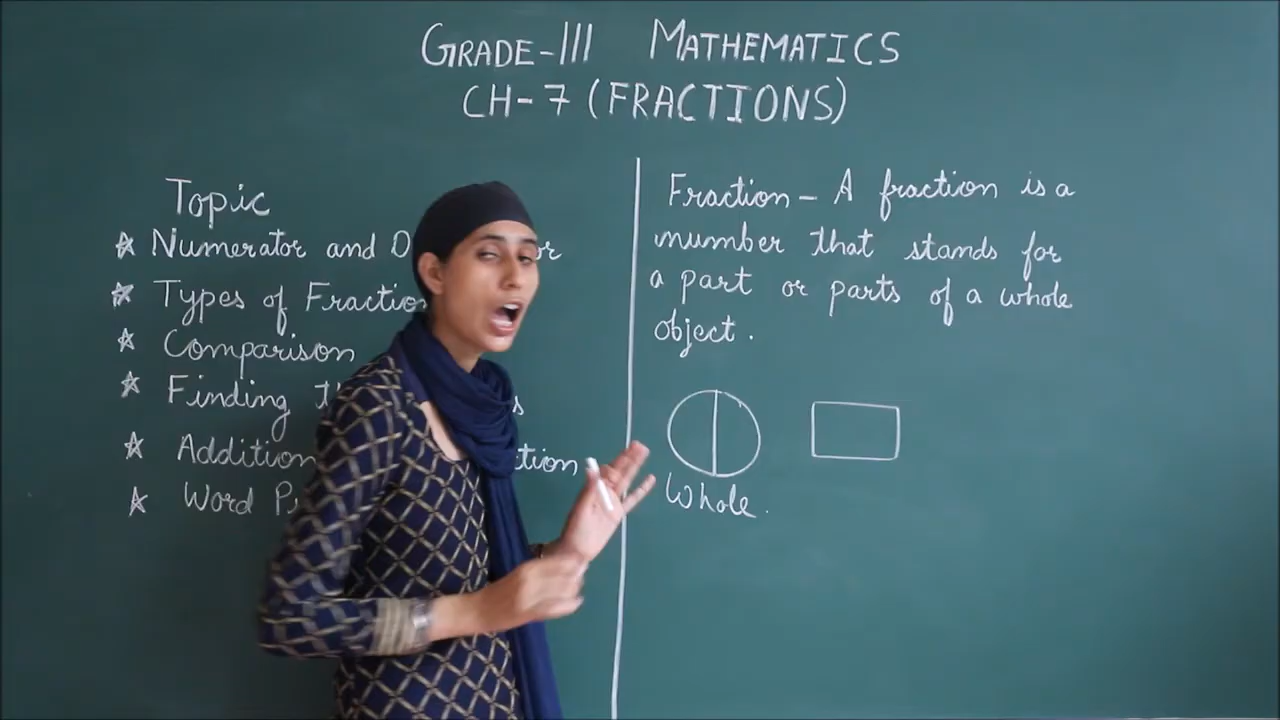 GRADE-III MATHEMATICS
CH-7 (FRACTIONS)
Topic
☆ Numerator and
☆ Types of Fraction
☆ Comparison
☆ Finding
☆ Addition
☆ Word
Fraction – A fraction is a
number that stands for
a part or parts of a whole
object.
Whole.